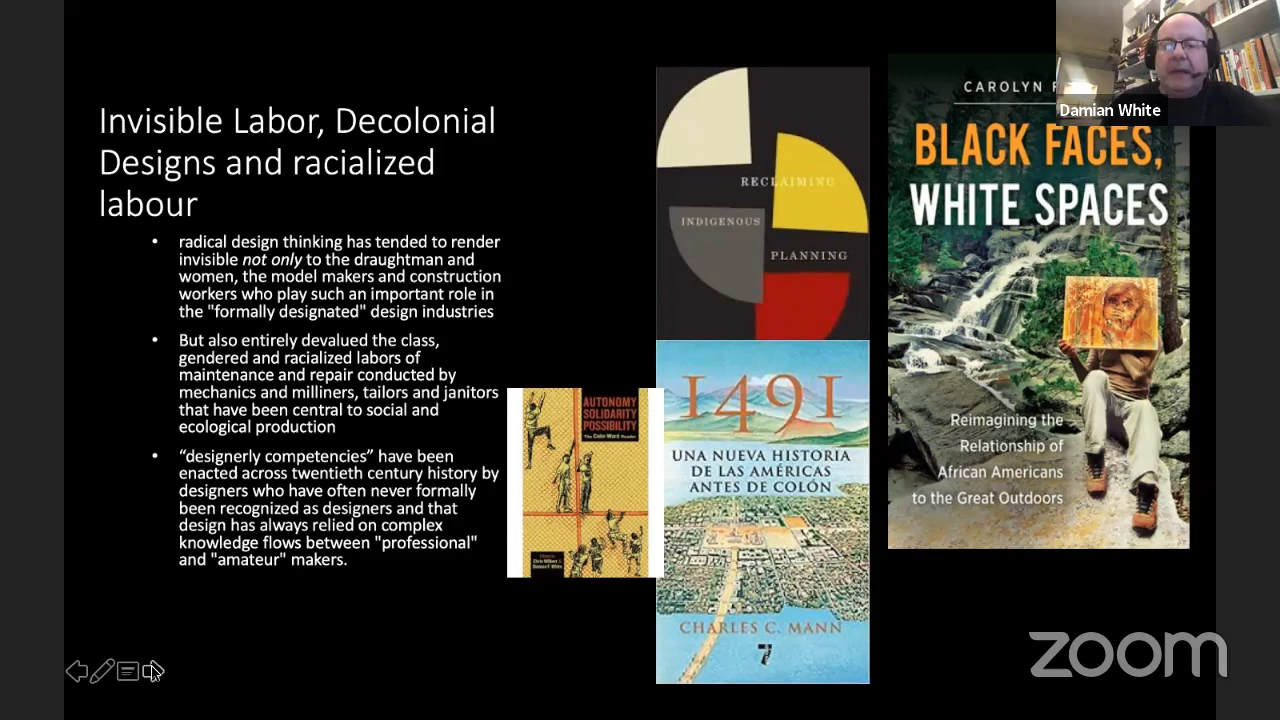 Invisible Labor, Decolonial
Designs and racialized
labour
• radical design thinking has tended to render
invisible not only to the draughtman and
women, the model makers and construction
workers who play such an important role in
the "formally designated" design industries
• But also entirely devalued the class,
gendered and racialized labors of
maintenance and repair conducted by
mechanics and milliners, tailors and janitors
that have been central to social and
ecological production
• “designerly competencies” have been
enacted across twentieth century history by
designers who have often never formally
been recognized as designers and that
design has always relied on complex
knowledge flows between "professional"
and "amateur" makers.
AUTONOMY
SOLIDARITY
POSSIBILITY
The Colin Ward Reader
Chris Wilbert &
Damian F. White
RECLAIMING
INDIGENOUS
PLANNING
1491
UNA NUEVA HISTORIA
DE LAS AMÉRICAS
ANTES DE COLÓN
CHARLES C. MANN
7
CAROLYN
BLACK FACES,
WHITE SPACES
Reimagining the
Relationship of
African Americans
to the Great Outdoors
Damian White
zoom